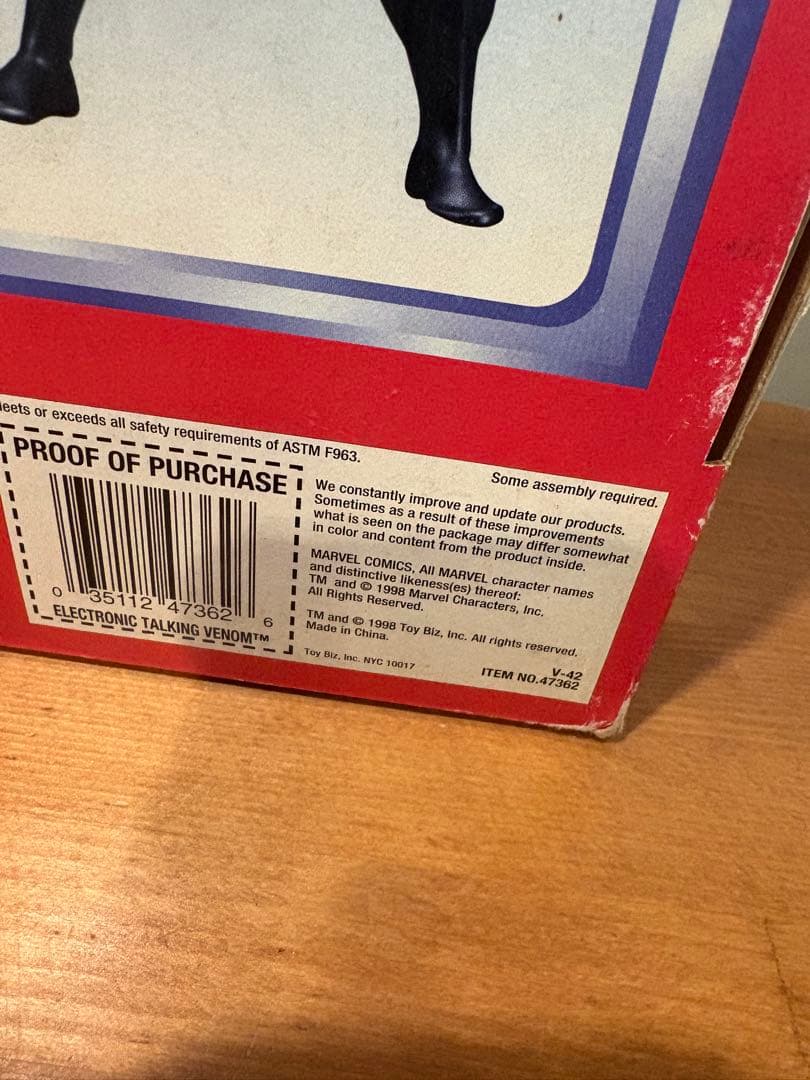 eets or exceeds all safety requirements of ASTM F963.
PROOF OF PURCHASE
0 35112 47362 6
ELECTRONIC TALKING VENOM™
Some assembly required.
We constantly improve and update our products.
Sometimes as a result of these improvements
what is seen on the package may differ somewhat
in color and content from the product inside.
MARVEL COMICS, All MARVEL character names
and distinctive likeness(es) thereof:
TM and © 1998 Marvel Characters, Inc.
All Rights Reserved.
TM and © 1998 Toy Biz, Inc. All rights reserved.
Made in China.
Toy Biz, Inc. NYC 10017
V-42
ITEM NO.47362